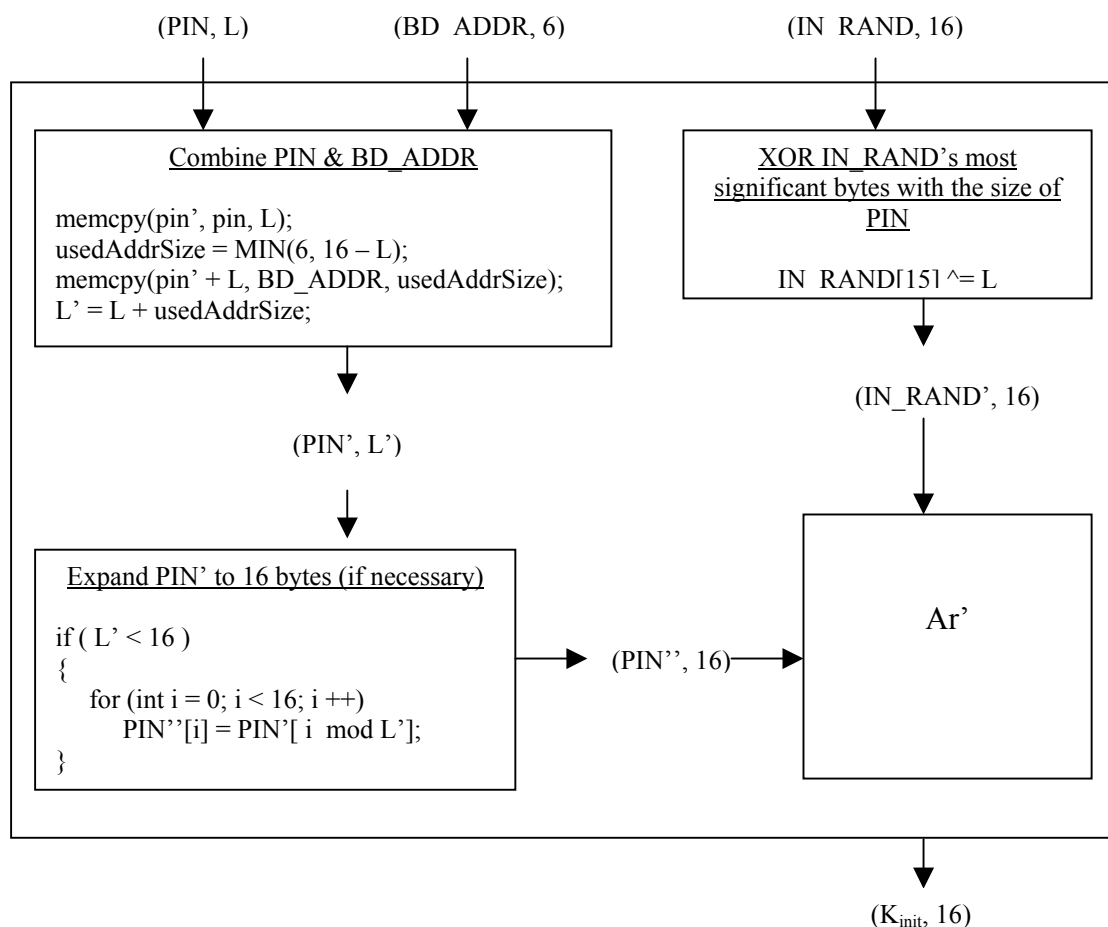 (PIN, L)
(BD ADDR, 6)
(IN RAND, 16)
Combine PIN & BD_ADDR
memcpy(pin’, pin, L);
usedAddrSize = MIN(6, 16 – L);
memcpy(pin’ + L, BD_ADDR, usedAddrSize);
L’ = L + usedAddrSize;
XOR IN_RAND’s most
significant bytes with the size of
PIN
IN RAND[15] ^= L
(PIN’, L’)
(IN_RAND’, 16)
Expand PIN’ to 16 bytes (if necessary)
if ( L’ < 16 )
{
for (int i = 0; i < 16; i ++)
PIN’’[i] = PIN’[ i mod L’];
}
(PIN’’, 16)
Ar’
(Kinit, 16)